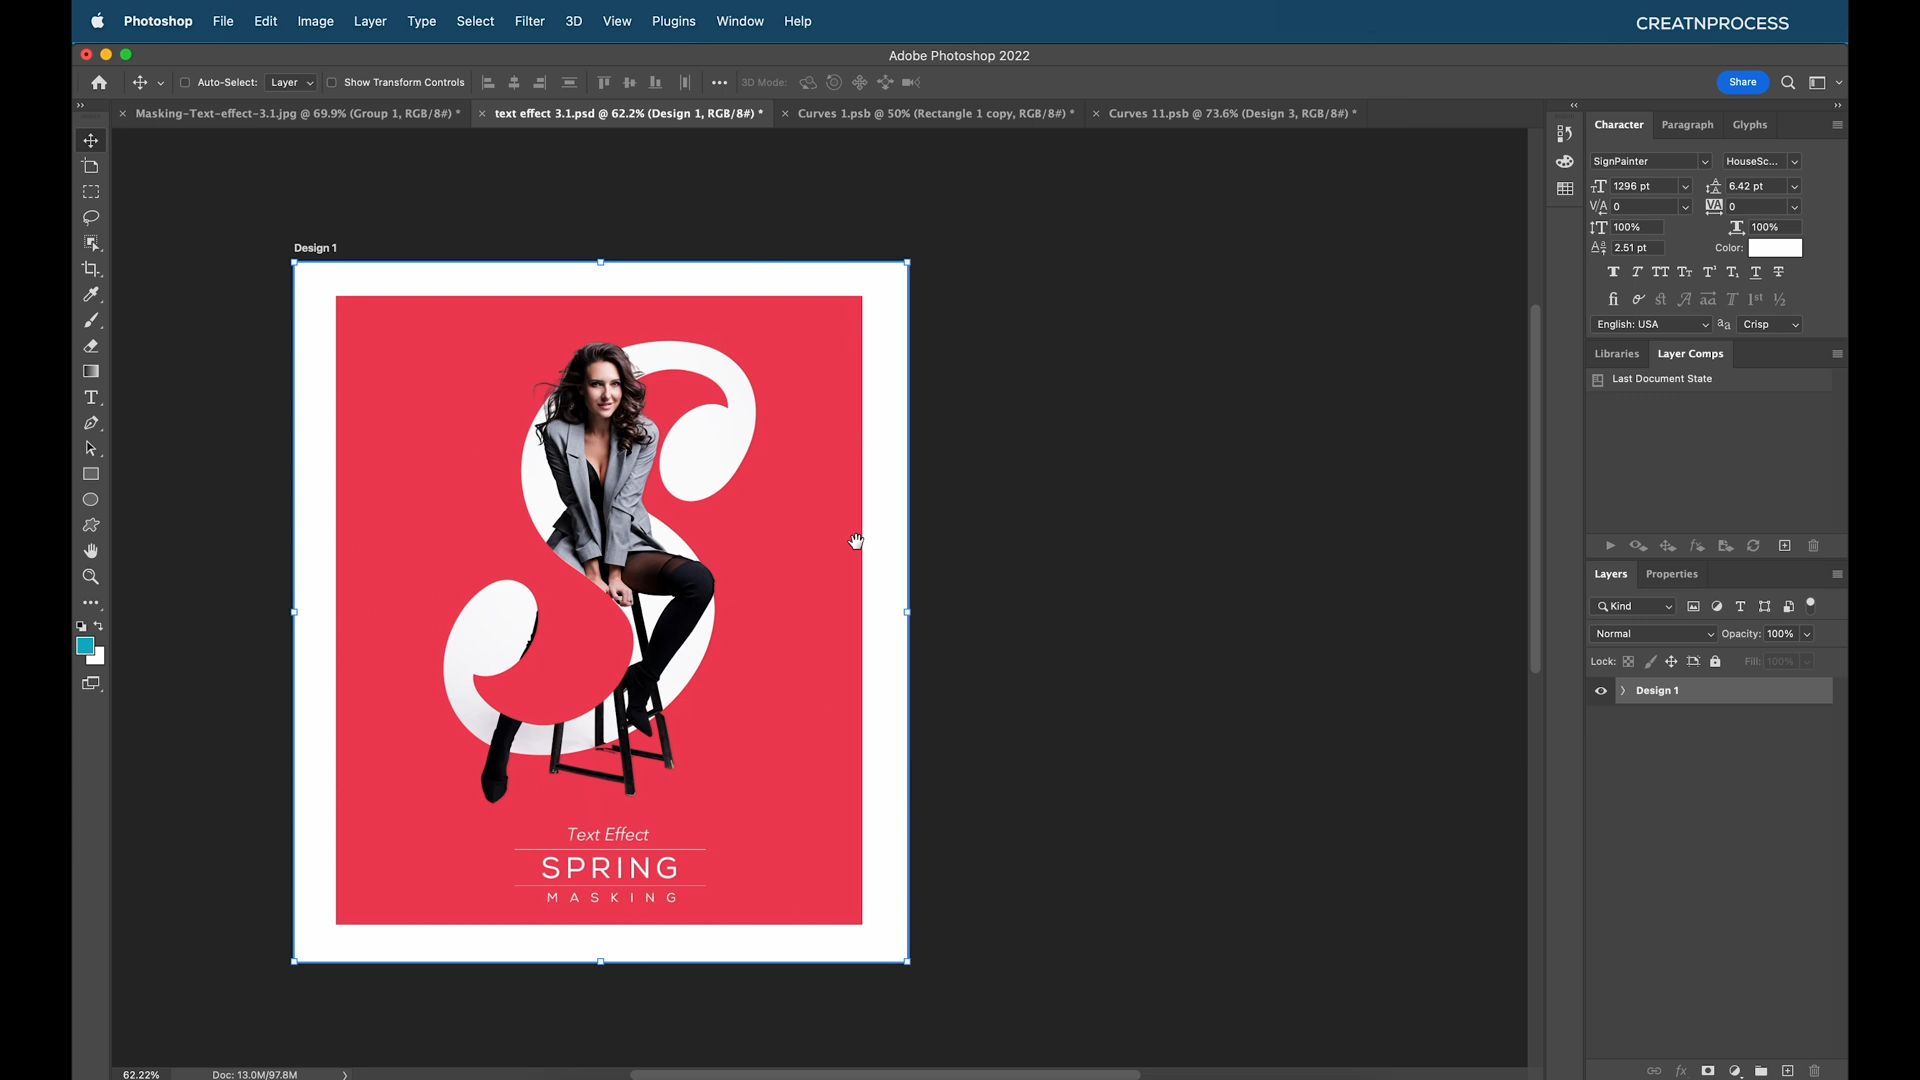 Photoshop File Edit Image Layer Type Select Filter 3D View Plugins Window Help
CREATNPROCESS
Adobe Photoshop 2022
Auto-Select: Layer Show Transform Controls 3D Mode: Share
Masking-Text-effect-3.1.jpg @ 69.9% (Group 1, RGB/8#) *
text effect 3.1.psd @ 62.2% (Design 1, RGB/8#) *
Curves 1.psb @ 50% (Rectangle 1 copy, RGB/8#) *
Curves 11.psb @ 73.6% (Design 3, RGB/8#) *
Character Paragraph Glyphs
SignPainter HouseSc...
1296 pt 6.42 pt
0 0
100% 100%
2.51 pt Color:
English: USA Crisp
Libraries Layer Comps
Last Document State
Layers Properties
Kind
Normal Opacity: 100%
Lock: Fill: 100%
Design 1
Design 1
S
Text Effect
SPRING
MASKING
62.22% Doc: 13.0M/97.8M